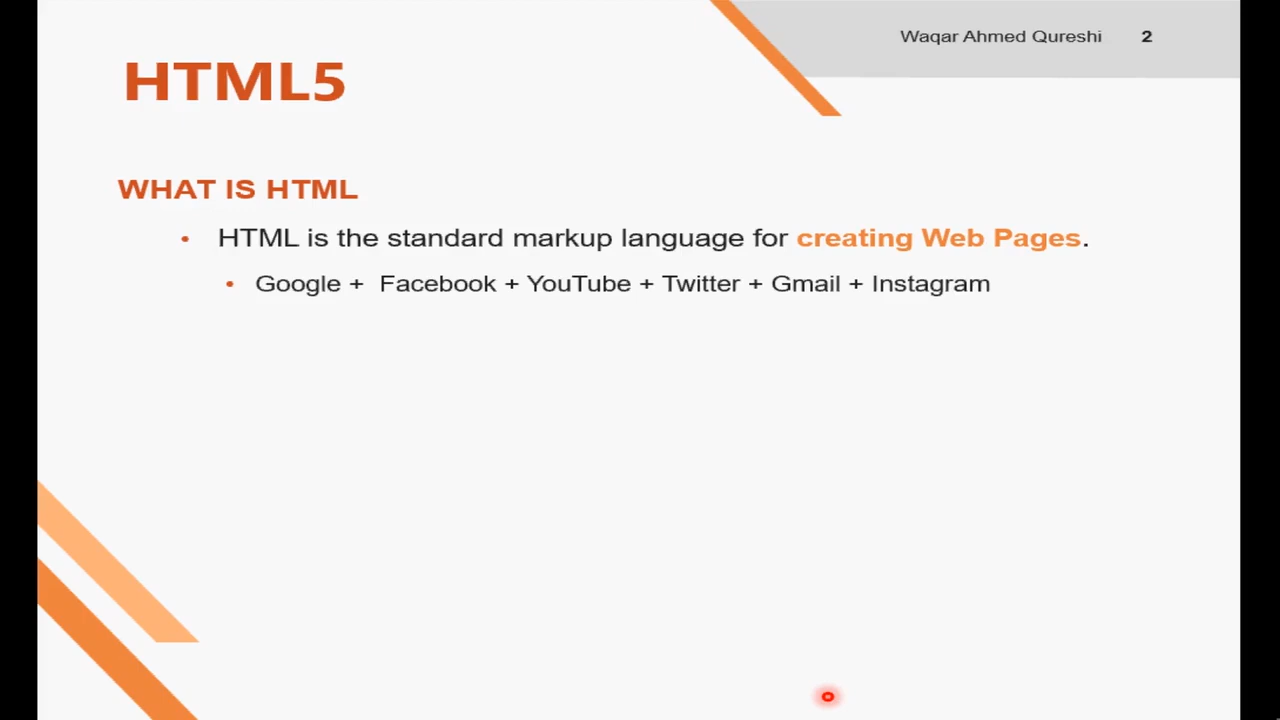 Waqar Ahmed Qureshi 2
HTML5
WHAT IS HTML
• HTML is the standard markup language for creating Web Pages.
• Google + Facebook + YouTube + Twitter + Gmail + Instagram